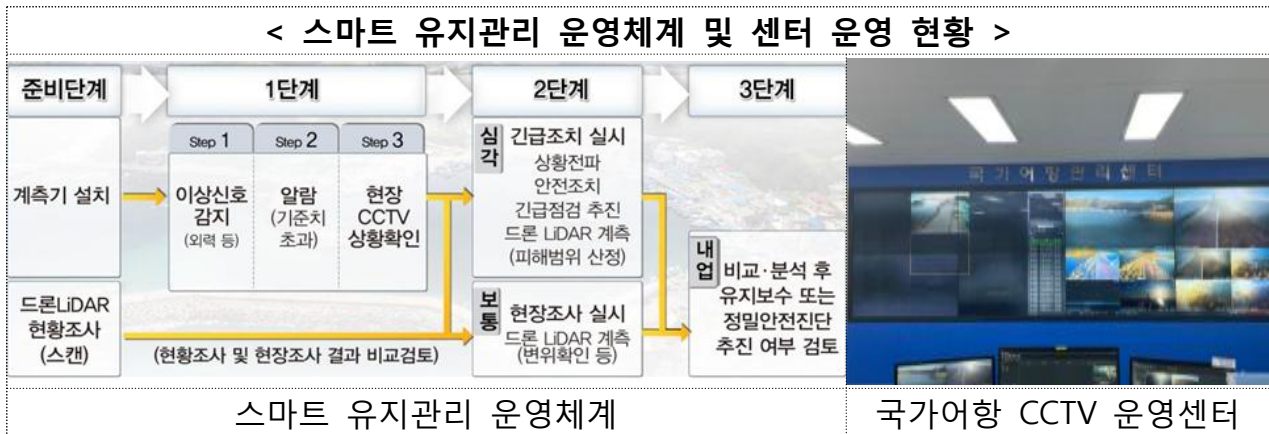 < 스마트 유지관리 운영체계 및 센터 운영 현황 >
준비단계
1단계
2단계
3단계
계측기 설치
Step 1
이상신호
감지
(외력 등)
Step 2
알람
(기준치
초과)
Step 3
현장
CCTV
상황확인
심각
긴급조치 실시
상황전파
안전조치
긴급점검 추진
드론 LiDAR 계측
(피해범위 산정)
드론LiDAR
현황조사
(스캔)
(현황조사 및 현장조사 결과 비교검토)
보통
현장조사 실시
드론 LiDAR 계측
(변위확인 등)
내업
비교·분석 후
유지보수 또는
정밀안전진단
추진 여부 검토
국가어항관리센터
스마트 유지관리 운영체계
국가어항 CCTV 운영센터